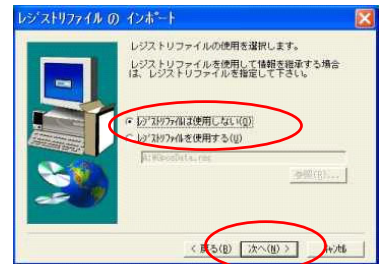 レジストリファイル の インポート
レジストリファイルの使用を選択します。
レジストリファイルを使用して情報を継承する場合
は、レジストリファイルを指定して下さい。
レジストリファイルは使用しない(Q)
レジストリファイルを使用する(U)
参照(R)...
< 戻る(B)
次へ(N) >
キャンセル